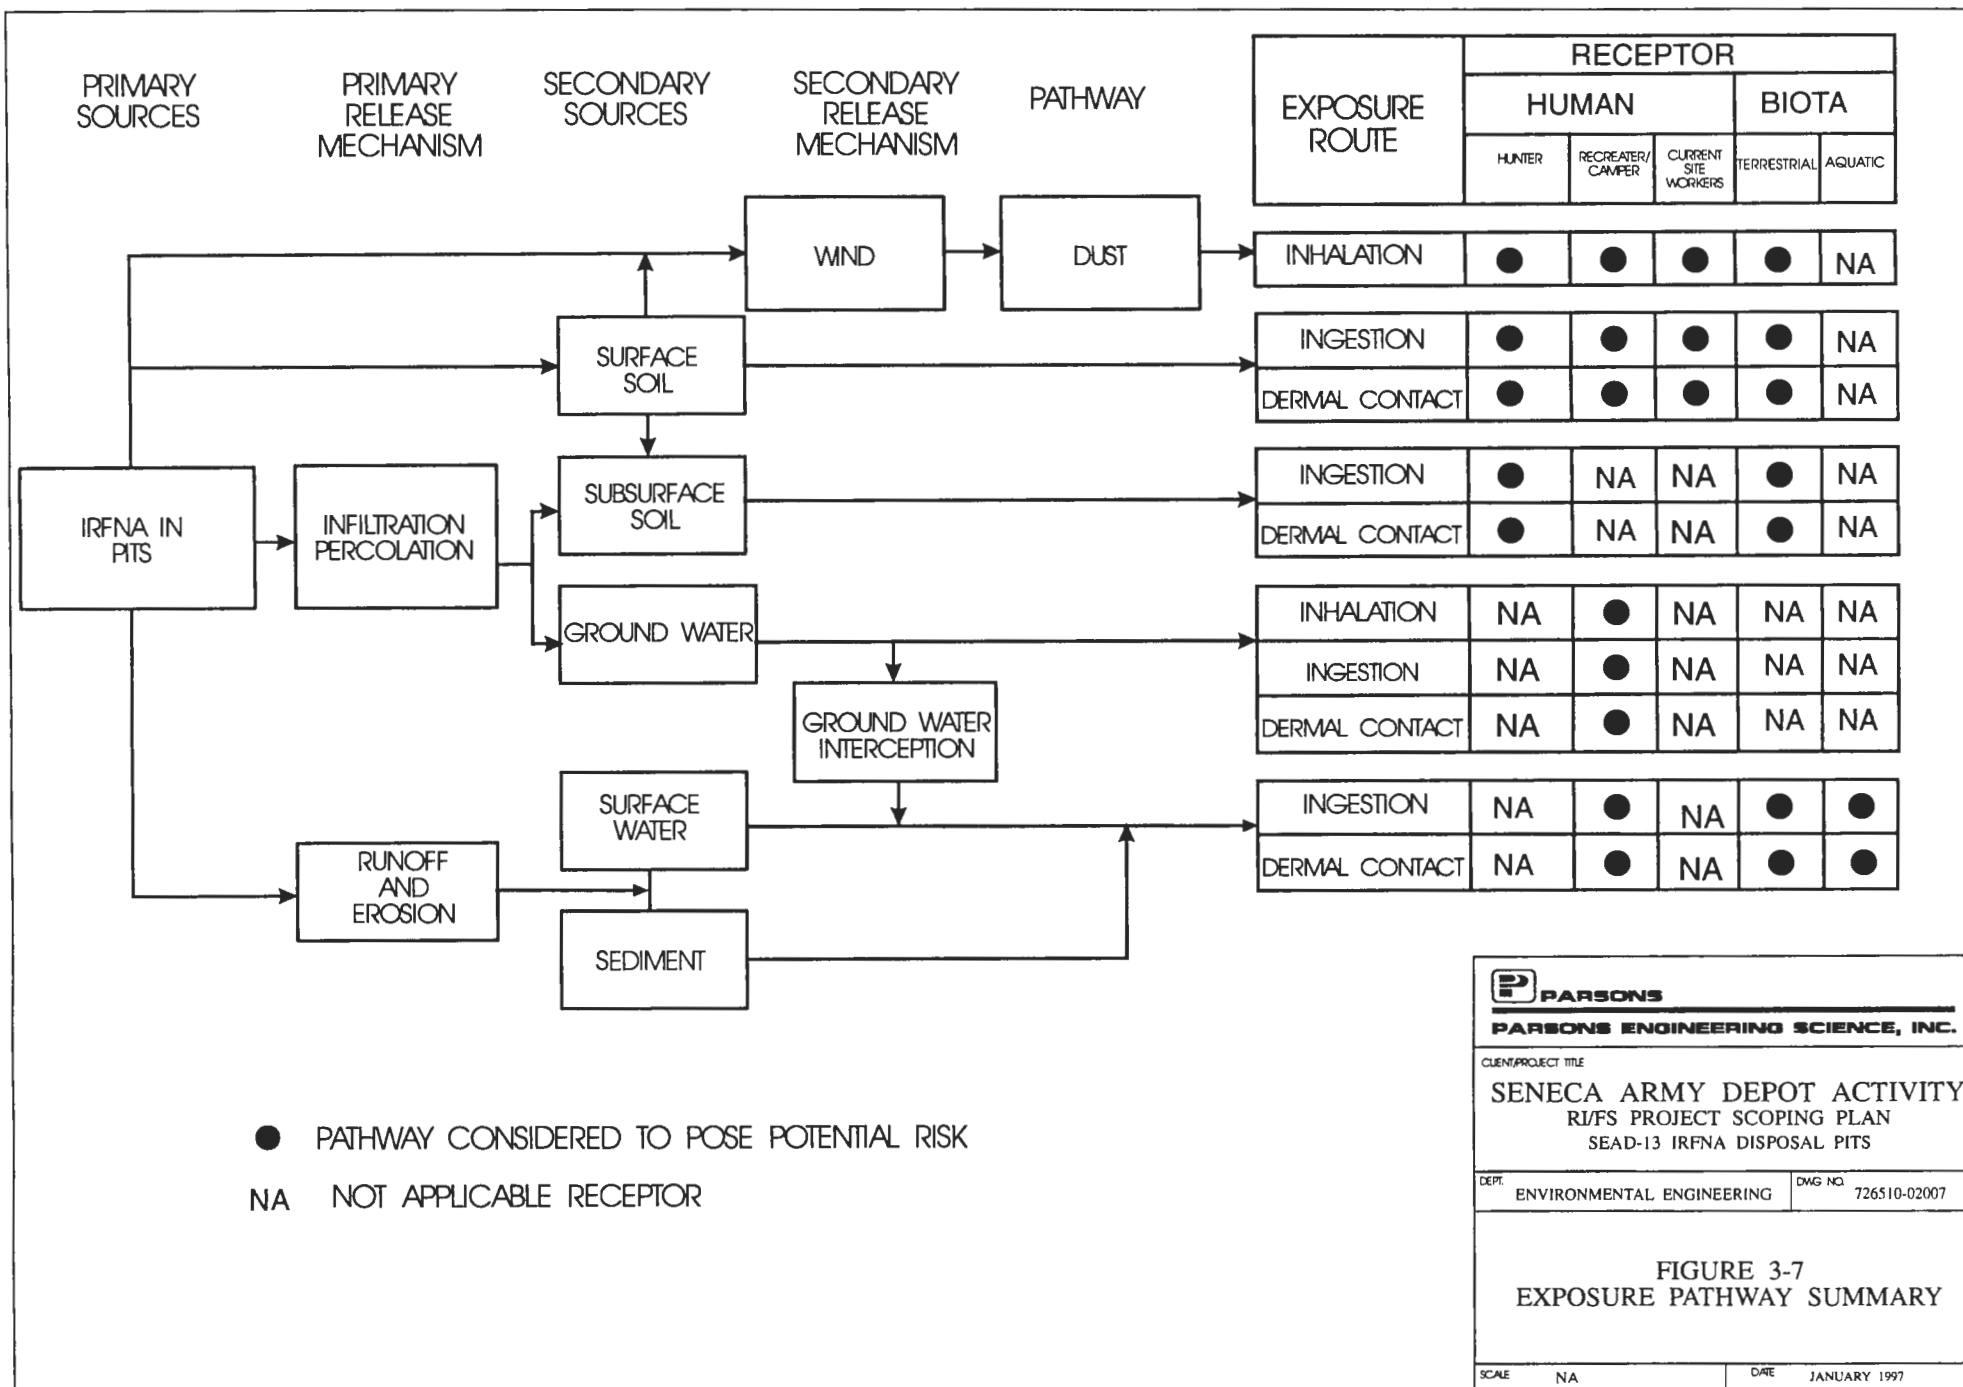 PRIMARY
SOURCES
PRIMARY
RELEASE
MECHANISM
SECONDARY
SOURCES
SECONDARY
RELEASE
MECHANISM
PATHWAY
EXPOSURE
ROUTE
RECEPTOR
HUMAN
BIOTA
HUNTER
RECREATER/
CAMPER
CURRENT
SITE
WORKERS
TERRESTRIAL
AQUATIC
WIND
DUST
INHALATION ● ● ● ● NA
SURFACE
SOIL
INGESTION ● ● ● ● NA
DERMAL CONTACT ● ● ● ● NA
IRFNA IN
PITS
INFILTRATION
PERCOLATION
SUBSURFACE
SOIL
INGESTION ● NA NA ● NA
DERMAL CONTACT ● NA NA ● NA
GROUND WATER
INHALATION NA ● NA NA NA
INGESTION NA ● NA NA NA
DERMAL CONTACT NA ● NA NA NA
GROUND WATER
INTERCEPTION
SURFACE
WATER
INGESTION NA ● NA ● ●
DERMAL CONTACT NA ● NA ● ●
RUNOFF
AND
EROSION
SEDIMENT
● PATHWAY CONSIDERED TO POSE POTENTIAL RISK
NA NOT APPLICABLE RECEPTOR
P PARSONS
PARSONS ENGINEERING SCIENCE, INC.
CLIENT/PROJECT TITLE
SENECA ARMY DEPOT ACTIVITY
RI/FS PROJECT SCOPING PLAN
SEAD-13 IRFNA DISPOSAL PITS
DEPT. ENVIRONMENTAL ENGINEERING
DWG NO. 726510-02007
FIGURE 3-7
EXPOSURE PATHWAY SUMMARY
SCALE NA
DATE JANUARY 1997